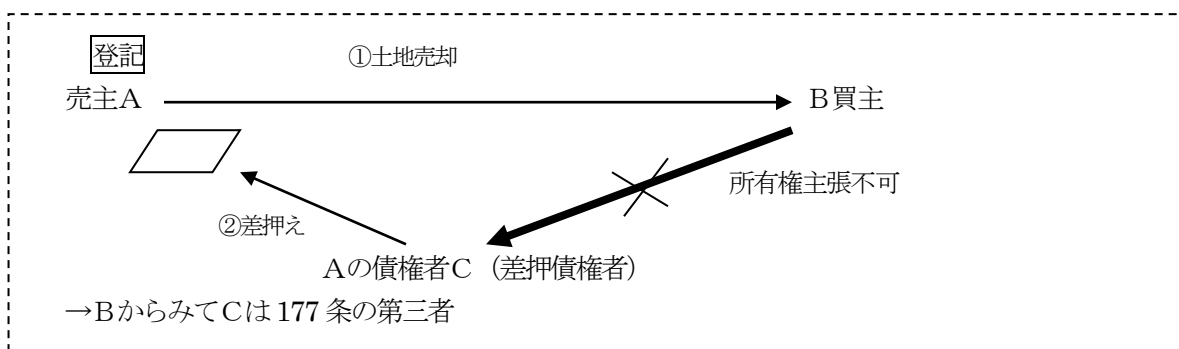 登記
①土地売却
売主A
B買主
所有権主張不可
②差押え
Aの債権者C（差押債権者）
→BからみてCは177条の第三者